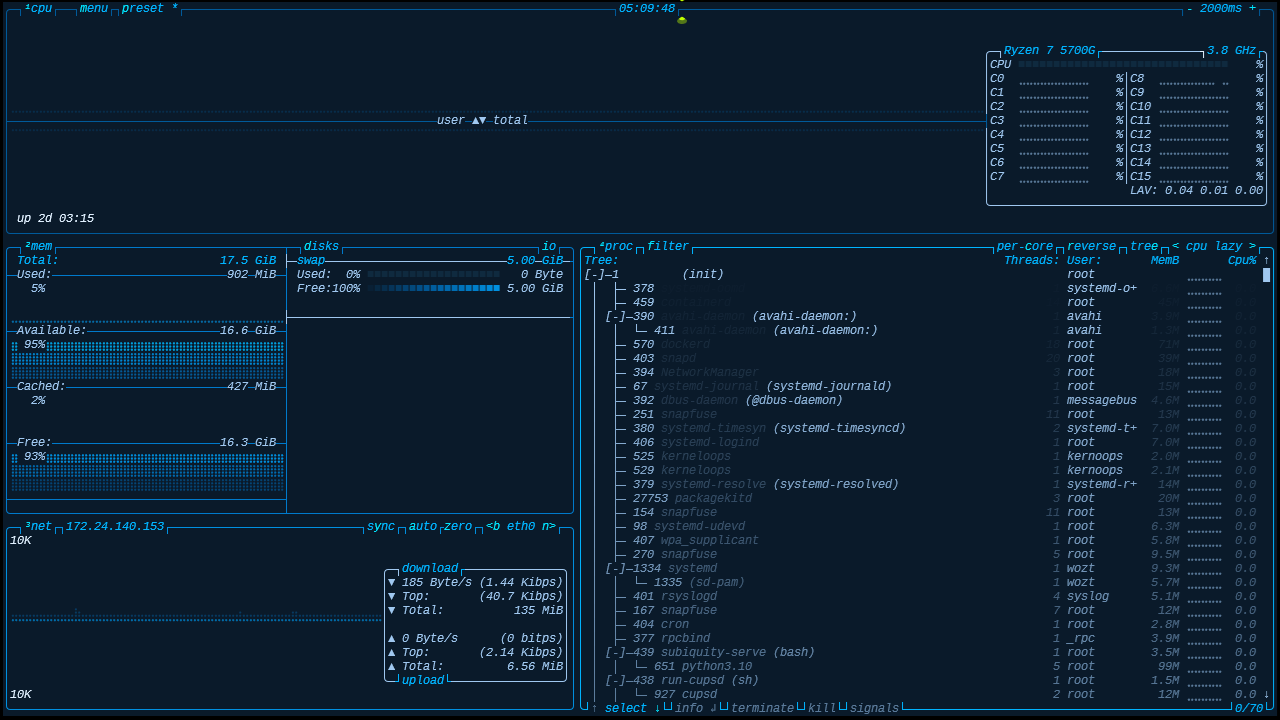 ¹cpu menu preset * 05:09:48 - 2000ms +
Ryzen 7 5700G 3.8 GHz
CPU %
C0 % C8 %
C1 % C9 %
C2 % C10 %
C3 % C11 %
user ▲▼ total
C4 % C12 %
C5 % C13 %
C6 % C14 %
C7 % C15 %
LAV: 0.04 0.01 0.00
up 2d 03:15
²mem disks io
Total: 17.5 GiB
Used: 902 MiB
5%
Available: 16.6 GiB
95%
Cached: 427 MiB
2%
Free: 16.3 GiB
93%
swap 5.00 GiB
Used: 0% 0 Byte
Free:100% 5.00 GiB
³net 172.24.140.153 sync auto zero <b eth0 n>
10K
download
▼ 185 Byte/s (1.44 Kibps)
▼ Top: (40.7 Kibps)
▼ Total: 135 MiB
▲ 0 Byte/s (0 bitps)
▲ Top: (2.14 Kibps)
▲ Total: 6.56 MiB
upload
10K
⁴proc filter per-core reverse tree < cpu lazy >
Tree: Threads: User: MemB Cpu% ↑
[-]─1 (init) root
├─ 378 systemd-o+
├─ 459 containerd root
[-]─390 avahi-daemon (avahi-daemon:) 1 avahi 0.0
└─ 411 avahi-daemon (avahi-daemon:) 1 avahi 1.3M 0.0
├─ 570 dockerd root 71M 0.0
├─ 403 snapd 20 root 39M 0.0
├─ 394 NetworkManager 3 root 18M 0.0
├─ 67 systemd-journal (systemd-journald) 1 root 15M 0.0
├─ 392 dbus-daemon (@dbus-daemon) 1 messagebus 4.6M 0.0
├─ 251 snapfuse 11 root 13M 0.0
├─ 380 systemd-timesyn (systemd-timesyncd) 2 systemd-t+ 7.0M 0.0
├─ 406 systemd-logind 1 root 7.0M 0.0
├─ 525 kerneloops 1 kernoops 2.0M 0.0
├─ 529 kerneloops 1 kernoops 2.1M 0.0
├─ 379 systemd-resolve (systemd-resolved) 1 systemd-r+ 14M 0.0
├─ 27753 packagekitd 3 root 20M 0.0
├─ 154 snapfuse 11 root 13M 0.0
├─ 98 systemd-udevd 1 root 6.3M 0.0
├─ 407 wpa_supplicant 1 root 5.8M 0.0
├─ 270 snapfuse 5 root 9.5M 0.0
[-]─1334 systemd 1 wozt 9.3M 0.0
└─ 1335 (sd-pam) 1 wozt 5.7M 0.0
├─ 401 rsyslogd 4 syslog 5.1M 0.0
├─ 167 snapfuse 7 root 12M 0.0
├─ 404 cron 1 root 2.8M 0.0
├─ 377 rpcbind 1 _rpc 3.9M 0.0
[-]─439 subiquity-serve (bash) 1 root 3.5M 0.0
└─ 651 python3.10 5 root 99M 0.0
[-]─438 run-cupsd (sh) 1 root 1.5M 0.0
└─ 927 cupsd 2 root 12M 0.0 ↓
↑ select ↓ info ↲ terminate kill signals 0/70